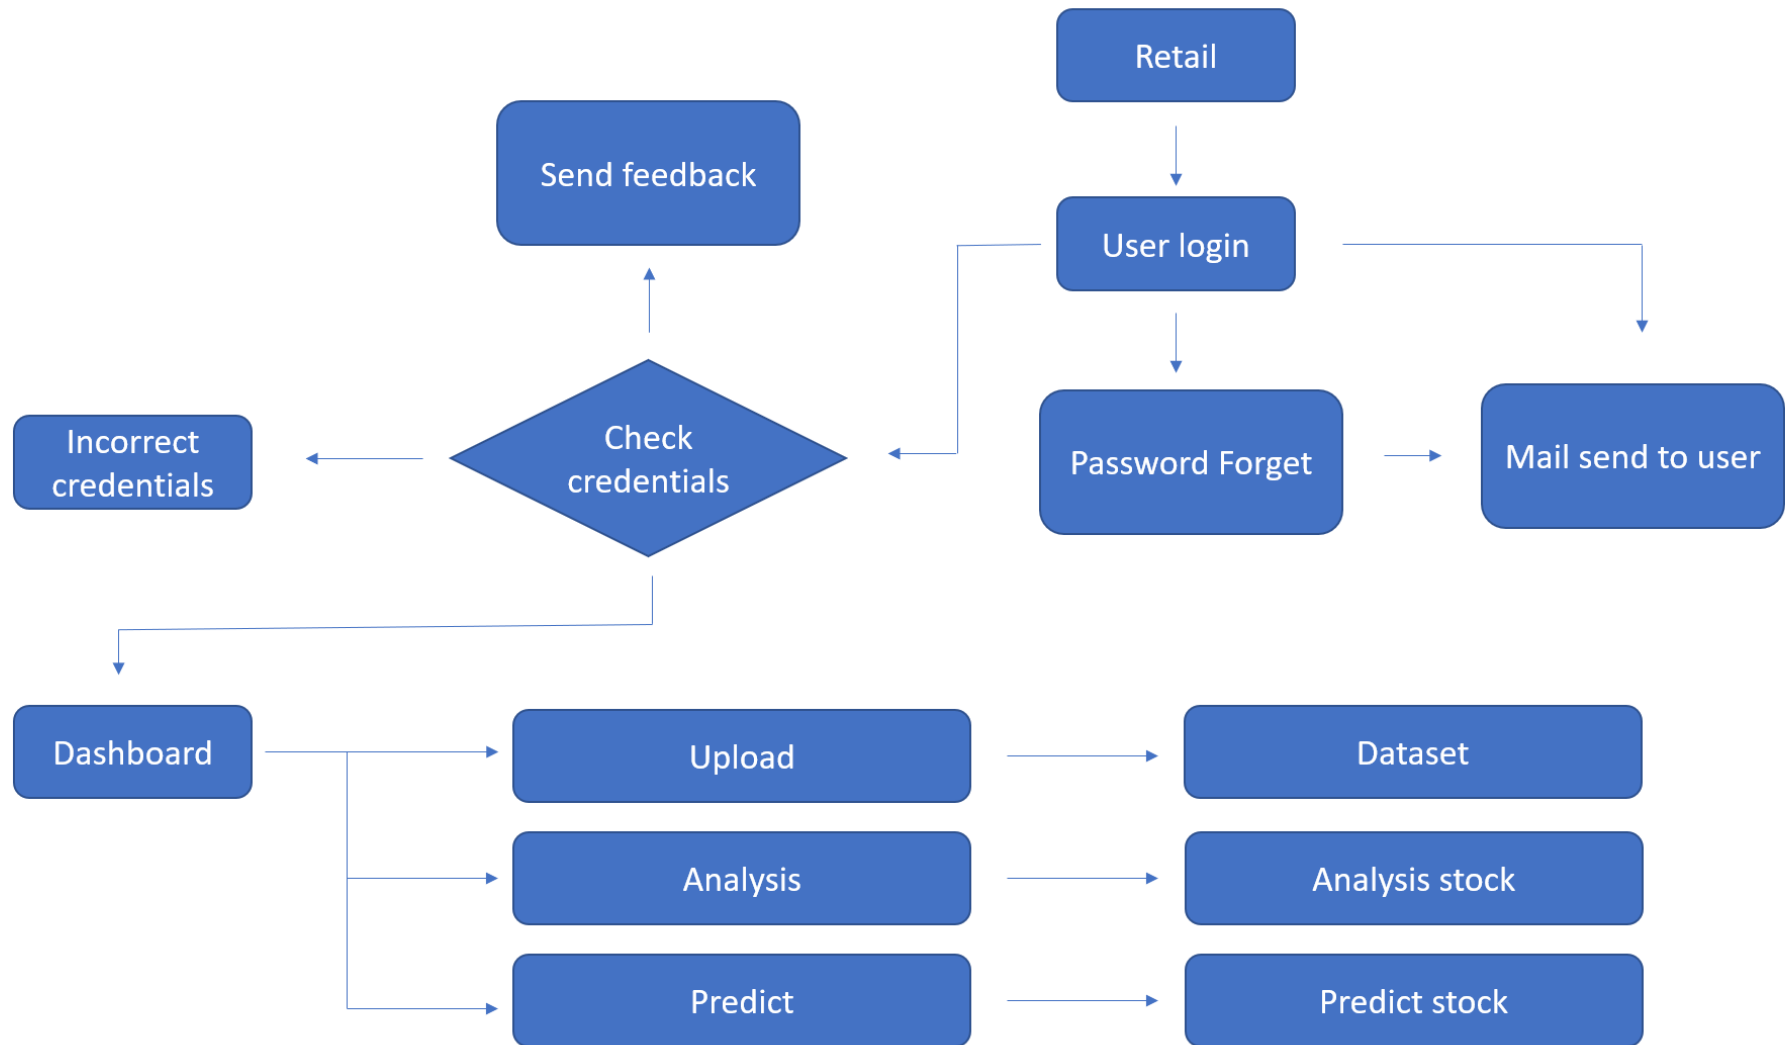 Retail
Send feedback
User login
Incorrect
credentials
Check
credentials
Password Forget
Mail send to user
Dashboard
Upload
Dataset
Analysis
Analysis stock
Predict
Predict stock